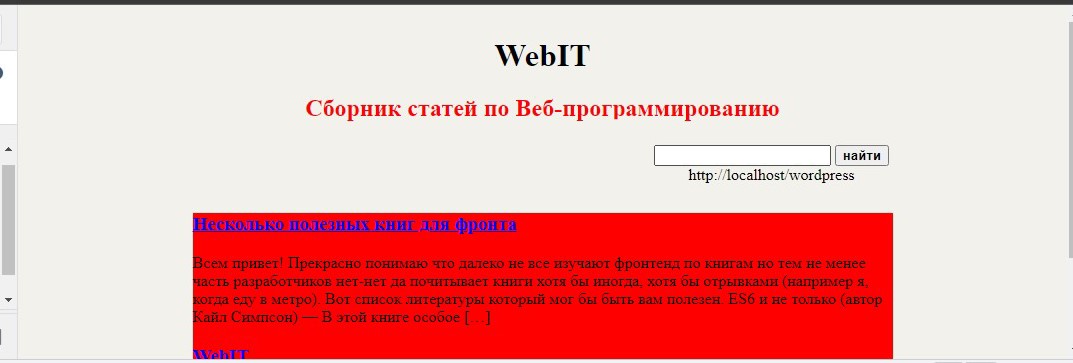 WebIT
Сборник статей по Веб-программированию
найти
http://localhost/wordpress
Несколько полезных книг для фронта
Всем привет! Прекрасно понимаю что далеко не все изучают фронтенд по книгам но тем не менее
часть разработчиков нет-нет да почитывает книги хотя бы иногда, хотя бы отрывками (например я,
когда еду в метро). Вот список литературы который мог бы быть вам полезен. ES6 и не только (автор
Кайл Симпсон) — В этой книге особое […]
WebIT